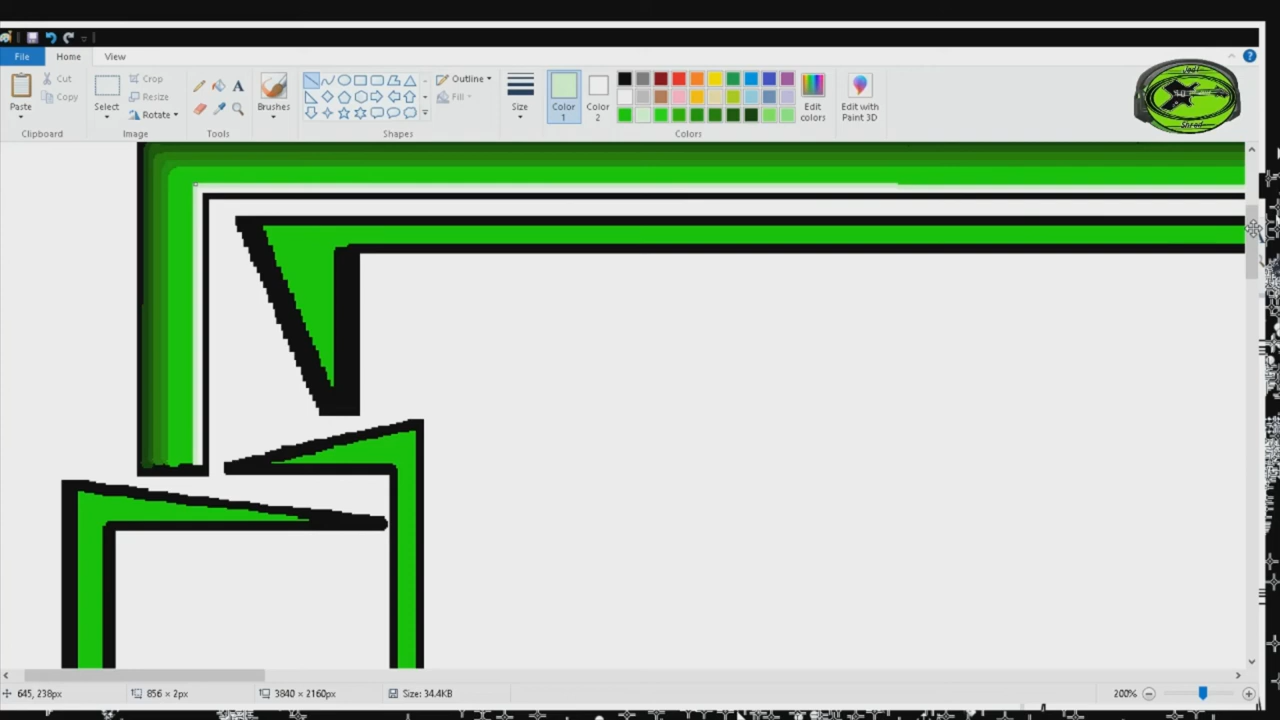 File Home View
Paste Cut Copy
Clipboard
Select Crop Resize Rotate
Image
A
Tools
Brushes
Outline Fill
Shapes
Size
Color 1
Color 2
Edit colors
Colors
Edit with Paint 3D
Shred
645, 238px 856 × 2px 3840 × 2160px Size: 34.4KB 200%